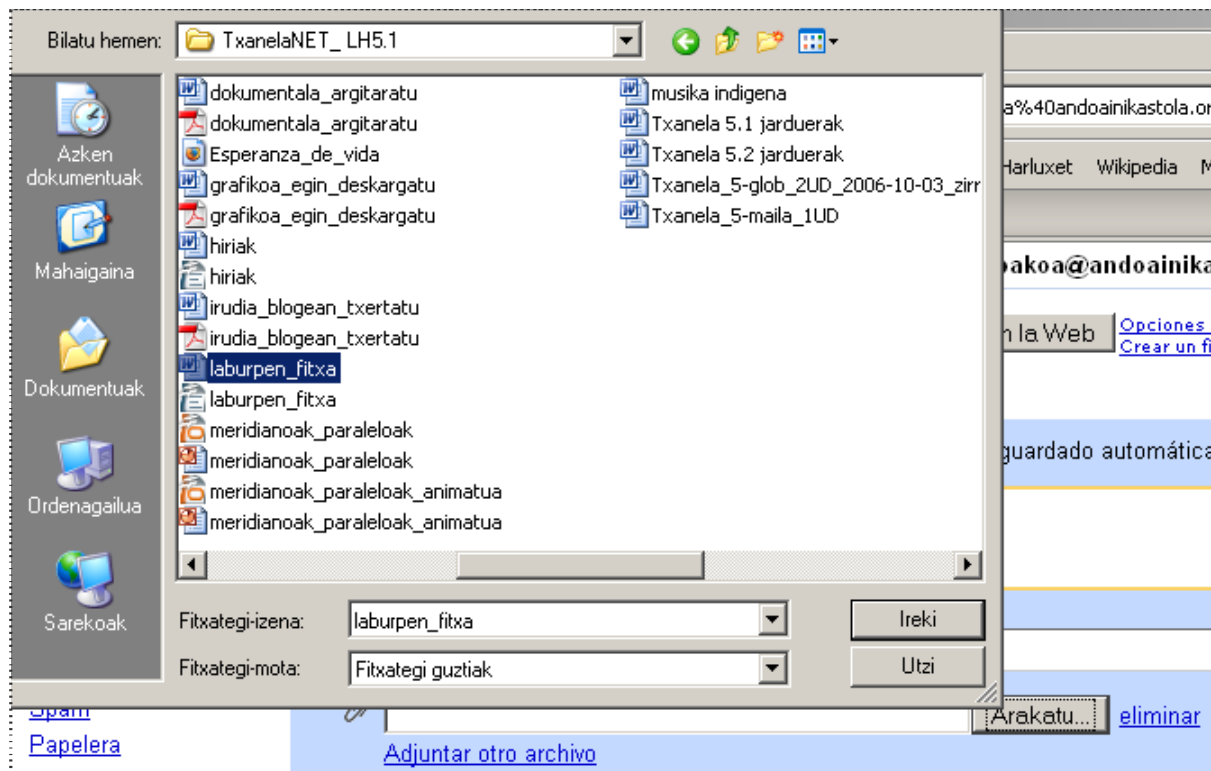 Bilatu hemen: TxanelaNET_ LH5.1
Azken
dokumentuak
Mahaigaina
Dokumentuak
Ordenagailua
Sarekoak
dokumentala_argitaratu
dokumentala_argitaratu
Esperanza_de_vida
grafikoa_egin_deskargatu
grafikoa_egin_deskargatu
hiriak
hiriak
irudia_blogean_txertatu
irudia_blogean_txertatu
laburpen_fitxa
laburpen_fitxa
meridianoak_paraleloak
meridianoak_paraleloak
meridianoak_paraleloak_animatua
meridianoak_paraleloak_animatua
musika indigena
Txanela 5.1 jarduerak
Txanela 5.2 jarduerak
Txanela_5-glob_2UD_2006-10-03_zirr
Txanela_5-maila_1UD
Fitxategi-izena: laburpen_fitxa Ireki
Fitxategi-mota: Fitxategi guztiak Utzi
a%40andoainikastola.or
Harluxet Wikipedia M
akoa@andoainika
n la Web Opciones
Crear un fi
guardado automática
Spam
Papelera
Arakatu... eliminar
Adjuntar otro archivo